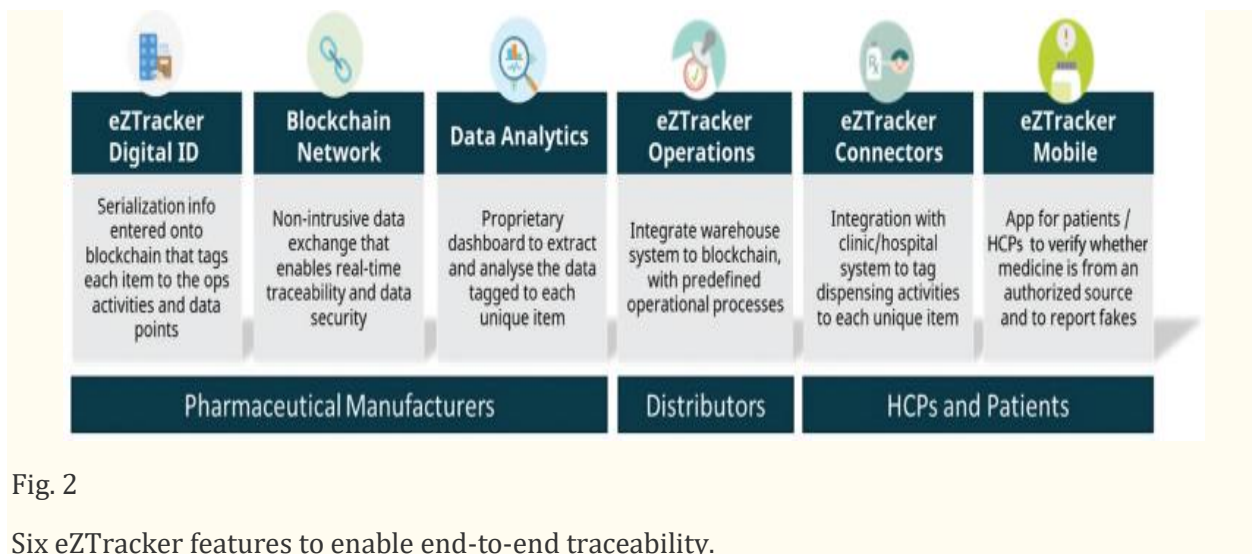 eZTracker
Digital ID
Blockchain
Network
Data Analytics
eZTracker
Operations
eZTracker
Connectors
eZTracker
Mobile
Serialization info
entered onto
blockchain that tags
each item to the ops
activities and data
points
Non-intrusive data
exchange that
enables real-time
traceability and data
security
Proprietary
dashboard to extract
and analyse the data
tagged to each
unique item
Integrate warehouse
system to blockchain,
with predefined
operational processes
Integration with
clinic/hospital
system to tag
dispensing activities
to each unique item
App for patients /
HCPs to verify whether
medicine is from an
authorized source
and to report fakes
Pharmaceutical Manufacturers
Distributors
HCPs and Patients
Fig. 2
Six eZTracker features to enable end-to-end traceability.